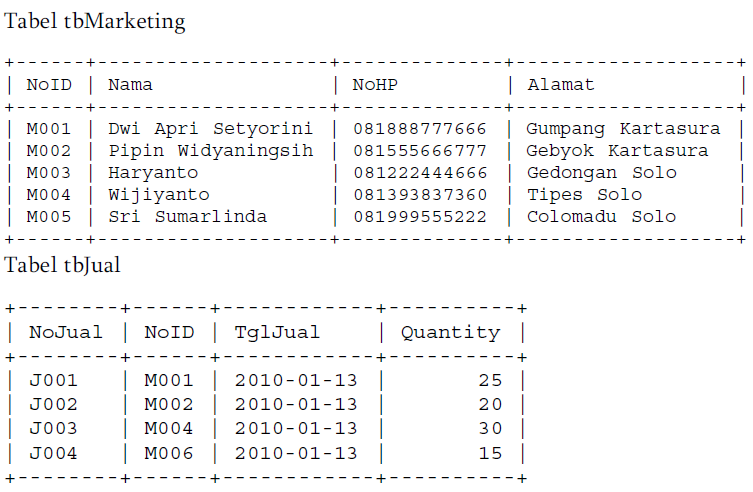 Tabel tbMarketing
+------+--------------------+--------------+-------------------+
| NoID | Nama | NoHP | Alamat |
+------+--------------------+--------------+-------------------+
| M001 | Dwi Apri Setyorini | 081888777666 | Gumpang Kartasura |
| M002 | Pipin Widyaningsih | 081555666777 | Gebyok Kartasura |
| M003 | Haryanto | 081222444666 | Gedongan Solo |
| M004 | Wijiyanto | 081393837360 | Tipes Solo |
| M005 | Sri Sumarlinda | 081999555222 | Colomadu Solo |
+------+--------------------+--------------+-------------------+
Tabel tbJual
+--------+------+------------+----------+
| NoJual | NoID | TglJual | Quantity |
+--------+------+------------+----------+
| J001 | M001 | 2010-01-13 | 25 |
| J002 | M002 | 2010-01-13 | 20 |
| J003 | M004 | 2010-01-13 | 30 |
| J004 | M006 | 2010-01-13 | 15 |
+--------+------+------------+----------+